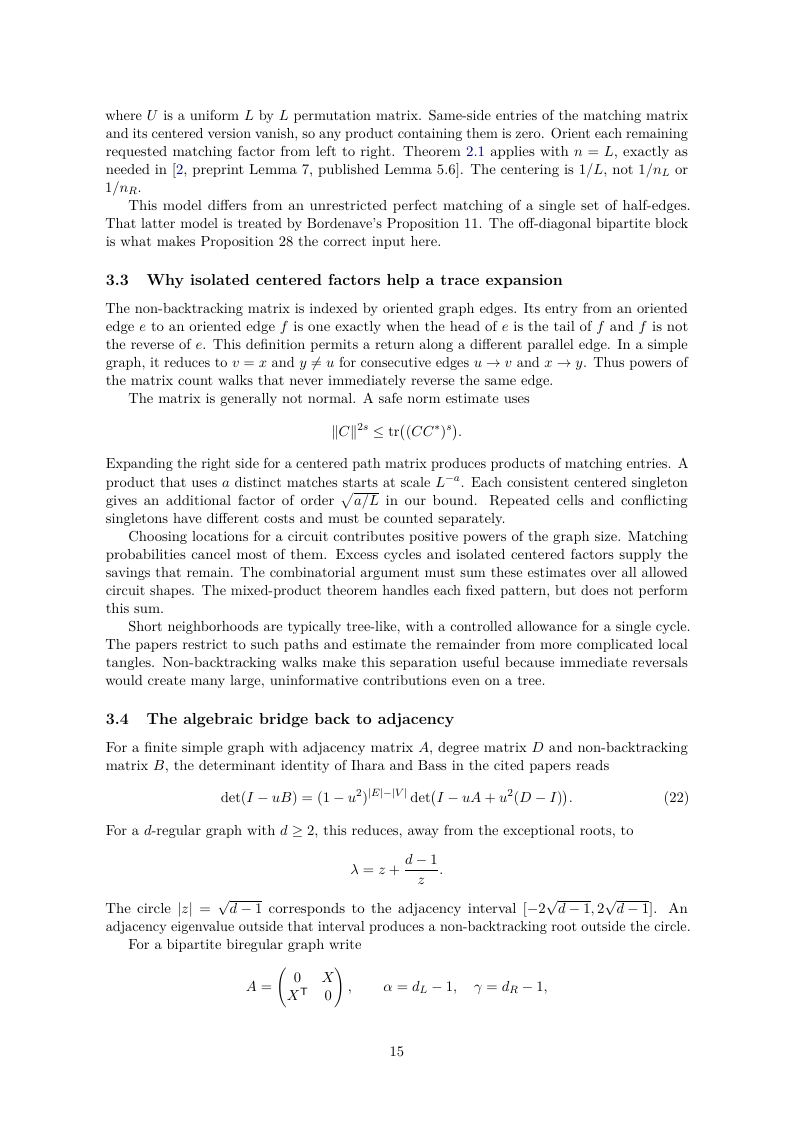 where U is a uniform L by L permutation matrix. Same-side entries of the matching matrix
and its centered version vanish, so any product containing them is zero. Orient each remaining
requested matching factor from left to right. Theorem 2.1 applies with n = L, exactly as
needed in [2, preprint Lemma 7, published Lemma 5.6]. The centering is 1/L, not 1/n_L or
1/n_R.
This model differs from an unrestricted perfect matching of a single set of half-edges.
That latter model is treated by Bordenave's Proposition 11. The off-diagonal bipartite block
is what makes Proposition 28 the correct input here.
3.3 Why isolated centered factors help a trace expansion
The non-backtracking matrix is indexed by oriented graph edges. Its entry from an oriented
edge e to an oriented edge f is one exactly when the head of e is the tail of f and f is not
the reverse of e. This definition permits a return along a different parallel edge. In a simple
graph, it reduces to v = x and y ≠ u for consecutive edges u → v and x → y. Thus powers of
the matrix count walks that never immediately reverse the same edge.
The matrix is generally not normal. A safe norm estimate uses
‖C‖^{2s} ≤ tr((CC*)^s).
Expanding the right side for a centered path matrix produces products of matching entries. A
product that uses a distinct matches starts at scale L^{-a}. Each consistent centered singleton
gives an additional factor of order √(a/L) in our bound. Repeated cells and conflicting
singletons have different costs and must be counted separately.
Choosing locations for a circuit contributes positive powers of the graph size. Matching
probabilities cancel most of them. Excess cycles and isolated centered factors supply the
savings that remain. The combinatorial argument must sum these estimates over all allowed
circuit shapes. The mixed-product theorem handles each fixed pattern, but does not perform
this sum.
Short neighborhoods are typically tree-like, with a controlled allowance for a single cycle.
The papers restrict to such paths and estimate the remainder from more complicated local
tangles. Non-backtracking walks make this separation useful because immediate reversals
would create many large, uninformative contributions even on a tree.
3.4 The algebraic bridge back to adjacency
For a finite simple graph with adjacency matrix A, degree matrix D and non-backtracking
matrix B, the determinant identity of Ihara and Bass in the cited papers reads
det(I − uB) = (1 − u²)^{|E|−|V|} det(I − uA + u²(D − I)). (22)
For a d-regular graph with d ≥ 2, this reduces, away from the exceptional roots, to
λ = z + (d − 1)/z.
The circle |z| = √(d − 1) corresponds to the adjacency interval [−2√(d − 1), 2√(d − 1)]. An
adjacency eigenvalue outside that interval produces a non-backtracking root outside the circle.
For a bipartite biregular graph write
A = (0 X; X^T 0), α = d_L − 1, γ = d_R − 1,
15